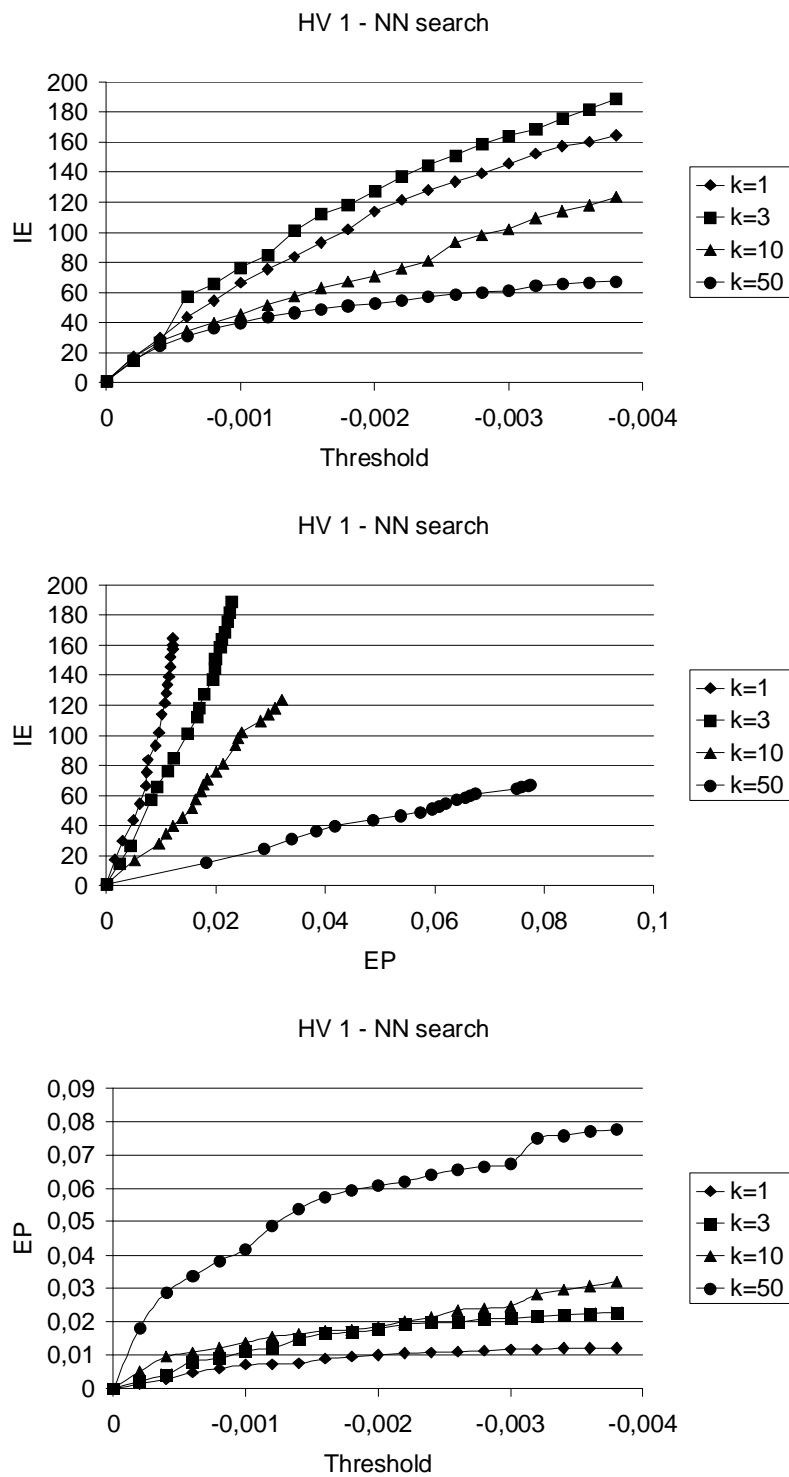 HV 1 - NN search
200
180
160
140
120
100
80
60
40
20
0
IE
0 -0,001 -0,002 -0,003 -0,004
Threshold
k=1
k=3
k=10
k=50
HV 1 - NN search
200
180
160
140
120
100
80
60
40
20
0
IE
0 0,02 0,04 0,06 0,08 0,1
EP
k=1
k=3
k=10
k=50
HV 1 - NN search
0,09
0,08
0,07
0,06
0,05
0,04
0,03
0,02
0,01
0
EP
0 -0,001 -0,002 -0,003 -0,004
Threshold
k=1
k=3
k=10
k=50